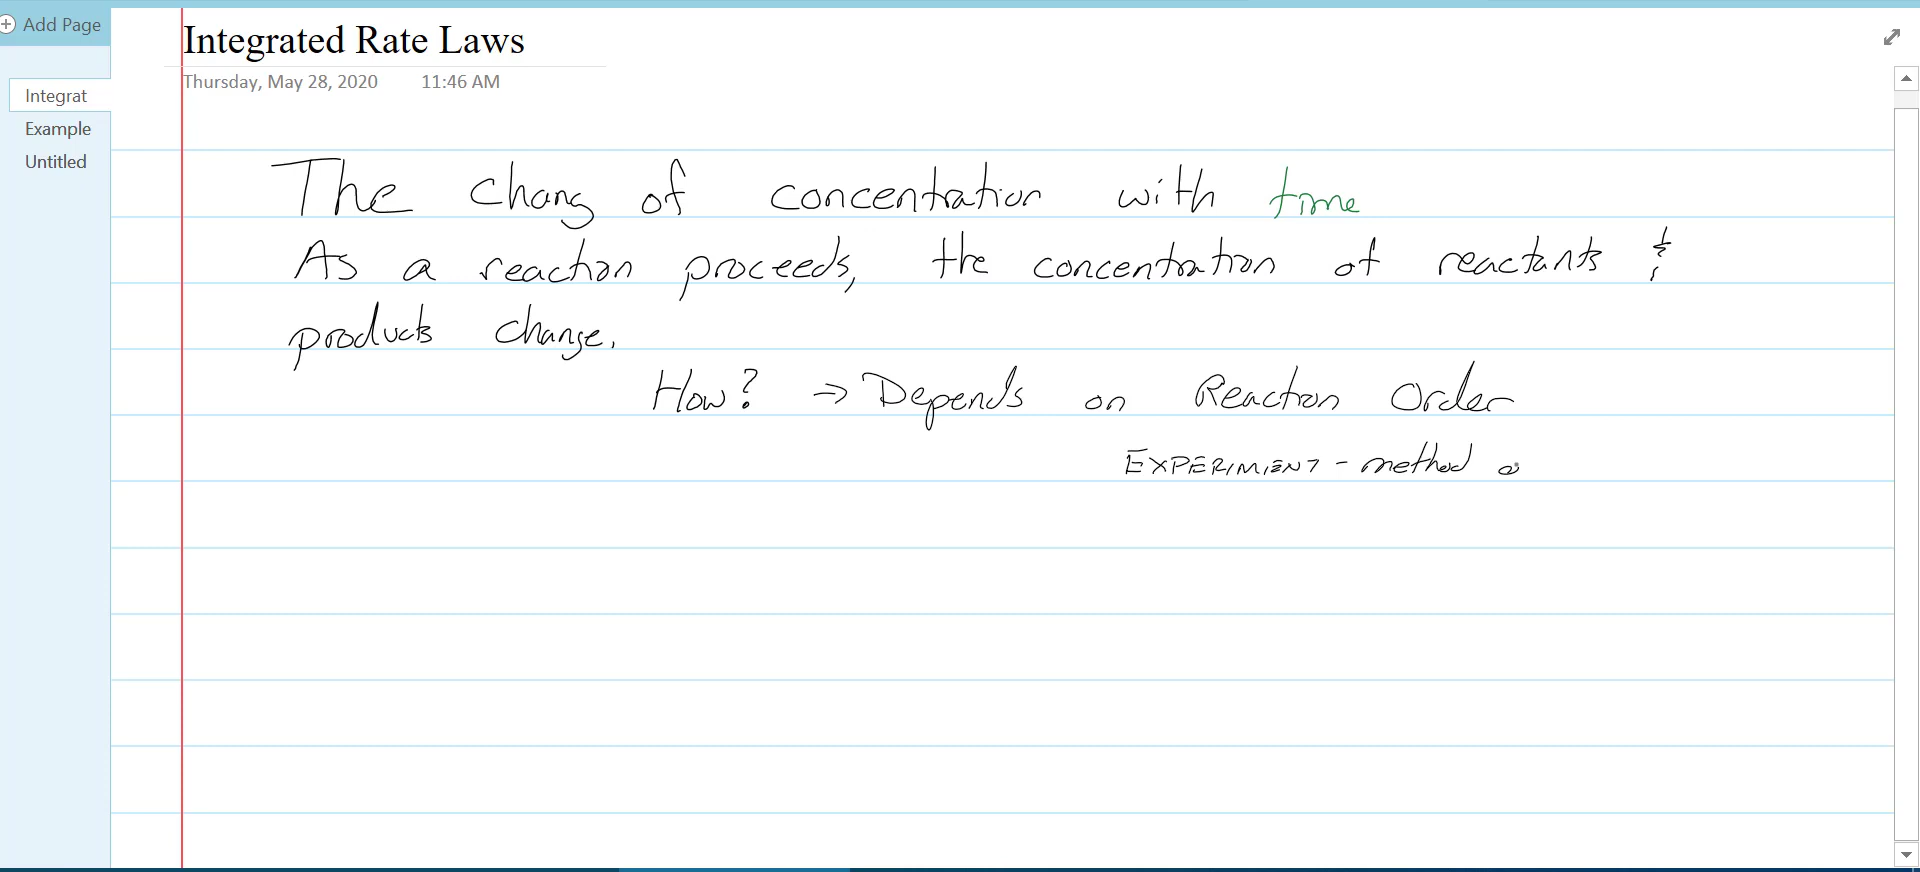 Add Page
Integrated Rate Laws
Thursday, May 28, 2020 11:46 AM
Integrat
Example
Untitled
The chang of concentration with time
As a reaction proceeds, the concentration of reactants &
products change.
How? → Depends on Reaction Order
EXPERIMENT - method o